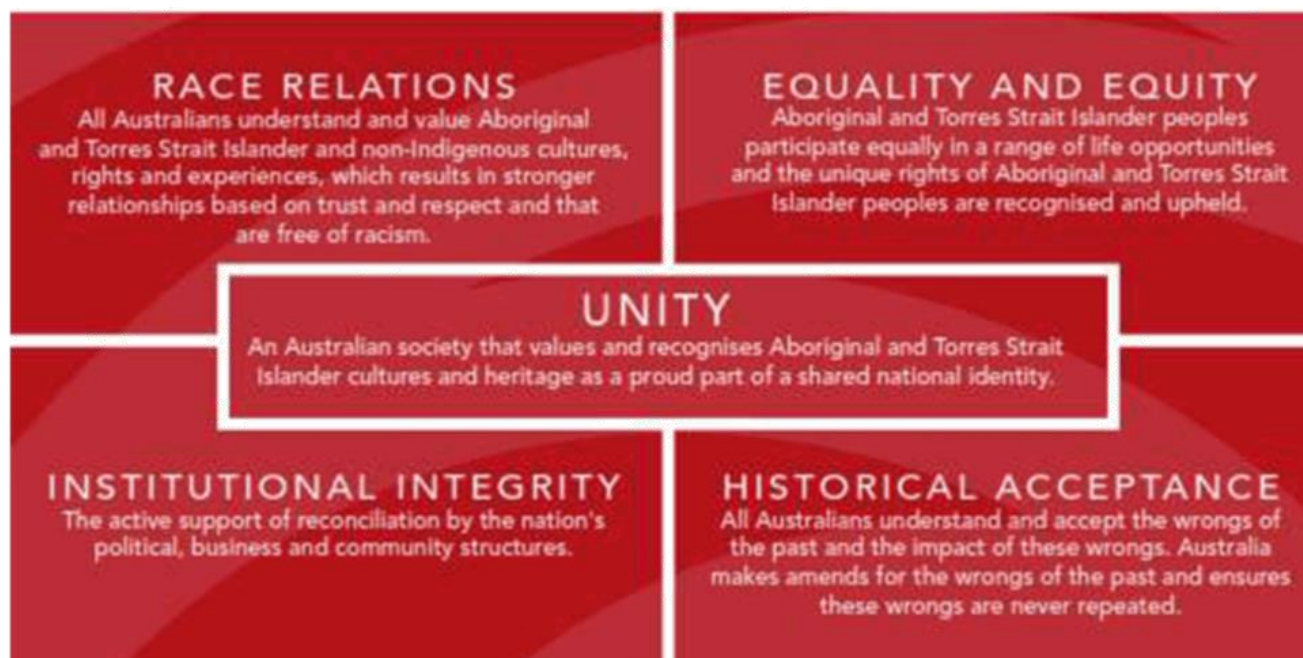 RACE RELATIONS
All Australians understand and value Aboriginal
and Torres Strait Islander and non-Indigenous cultures,
rights and experiences, which results in stronger
relationships based on trust and respect and that
are free of racism.
EQUALITY AND EQUITY
Aboriginal and Torres Strait Islander peoples
participate equally in a range of life opportunities
and the unique rights of Aboriginal and Torres Strait
Islander peoples are recognised and upheld.
UNITY
An Australian society that values and recognises Aboriginal and Torres Strait
Islander cultures and heritage as a proud part of a shared national identity.
INSTITUTIONAL INTEGRITY
The active support of reconciliation by the nation's
political, business and community structures.
HISTORICAL ACCEPTANCE
All Australians understand and accept the wrongs of
the past and the impact of these wrongs. Australia
makes amends for the wrongs of the past and ensures
these wrongs are never repeated.